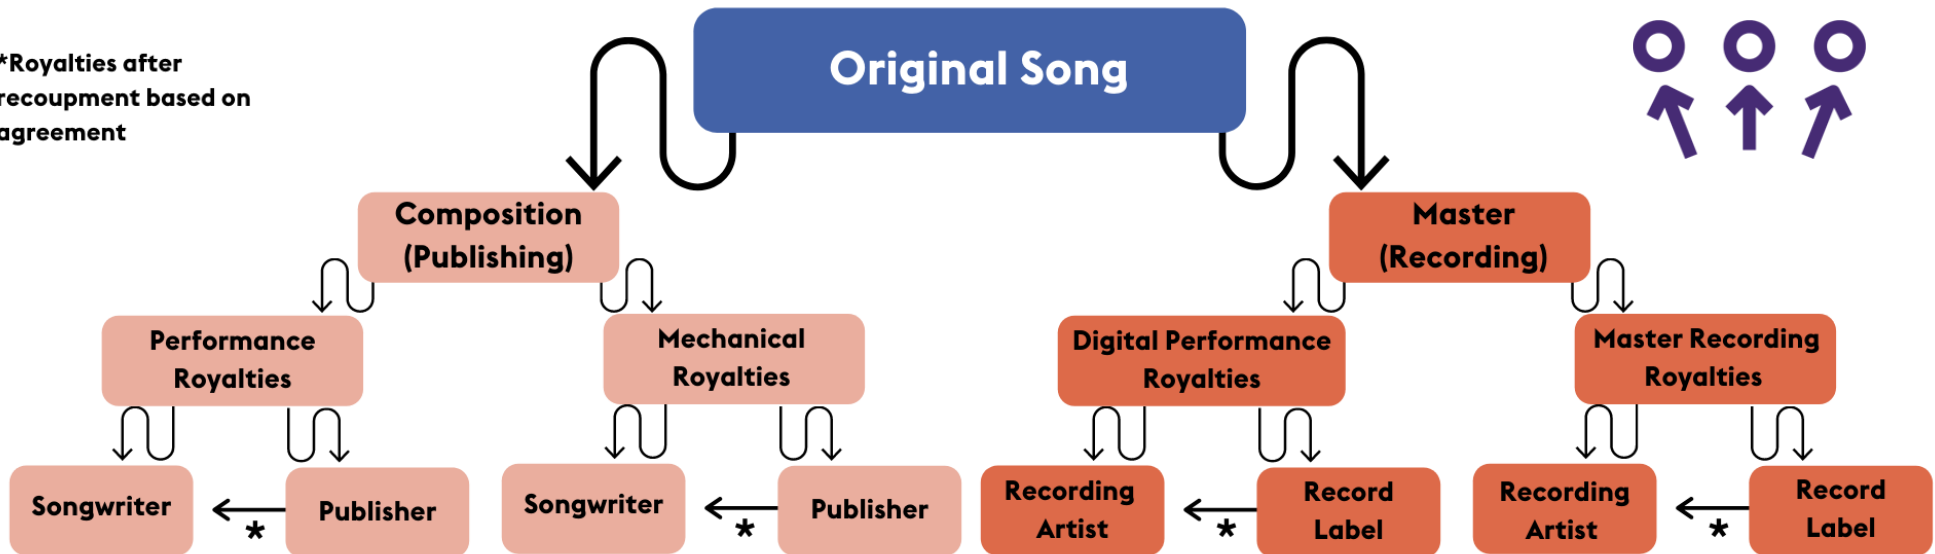 *Royalties after
recoupment based on
agreement
Original Song
Composition
(Publishing)
Master
(Recording)
Performance
Royalties
Mechanical
Royalties
Digital Performance
Royalties
Master Recording
Royalties
Songwriter
*
Publisher
Songwriter
*
Publisher
Recording
Artist
*
Record
Label
Recording
Artist
*
Record
Label